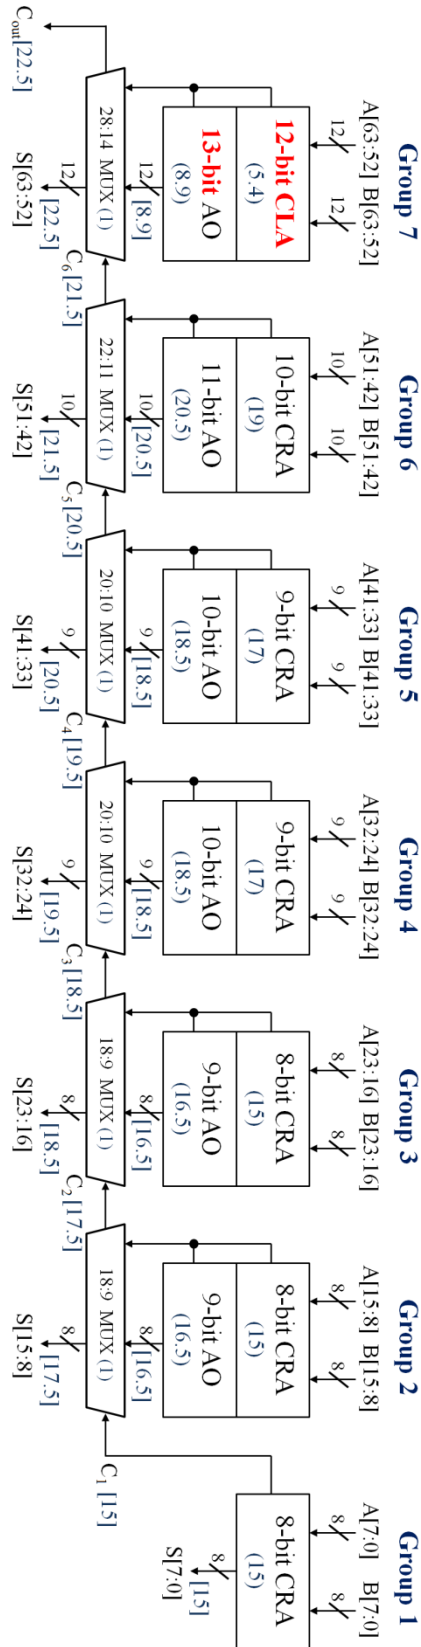 Group 7
A[63:52] B[63:52]
12 12
12-bit CLA
(5.4)
13-bit AO
(8.9)
12 [8.9]
28:14 MUX (1)
C6 [21.5]
12 [22.5]
S[63:52]
Cout [22.5]
Group 6
A[51:42] B[51:42]
10 10
10-bit CRA
(19)
11-bit AO
(20.5)
10 [20.5]
22:11 MUX (1)
C5 [20.5]
10 [21.5]
S[51:42]
Group 5
A[41:33] B[41:33]
9 9
9-bit CRA
(17)
10-bit AO
(18.5)
9 [18.5]
20:10 MUX (1)
C4 [19.5]
9 [20.5]
S[41:33]
Group 4
A[32:24] B[32:24]
9 9
9-bit CRA
(17)
10-bit AO
(18.5)
9 [18.5]
20:10 MUX (1)
C3 [18.5]
9 [19.5]
S[32:24]
Group 3
A[23:16] B[23:16]
8 8
8-bit CRA
(15)
9-bit AO
(16.5)
8 [16.5]
18:9 MUX (1)
C2 [17.5]
8 [18.5]
S[23:16]
Group 2
A[15:8] B[15:8]
8 8
8-bit CRA
(15)
9-bit AO
(16.5)
8 [16.5]
18:9 MUX (1)
C1 [15]
8 [17.5]
S[15:8]
Group 1
A[7:0] B[7:0]
8 8
8-bit CRA
(15)
8 [15]
S[7:0]